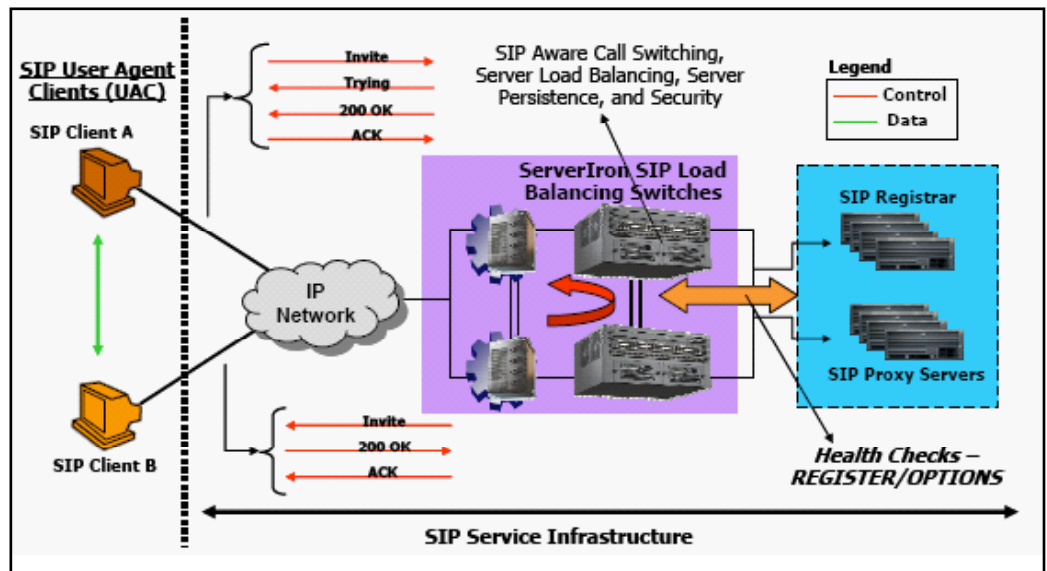 SIP User Agent
Clients (UAC)
SIP Client A
SIP Client B
Invite
Trying
200 OK
ACK
SIP Aware Call Switching,
Server Load Balancing, Server
Persistence, and Security
Legend
Control
Data
ServerIron SIP Load
Balancing Switches
SIP Registrar
SIP Proxy Servers
IP
Network
Invite
200 OK
ACK
Health Checks –
REGISTER/OPTIONS
SIP Service Infrastructure